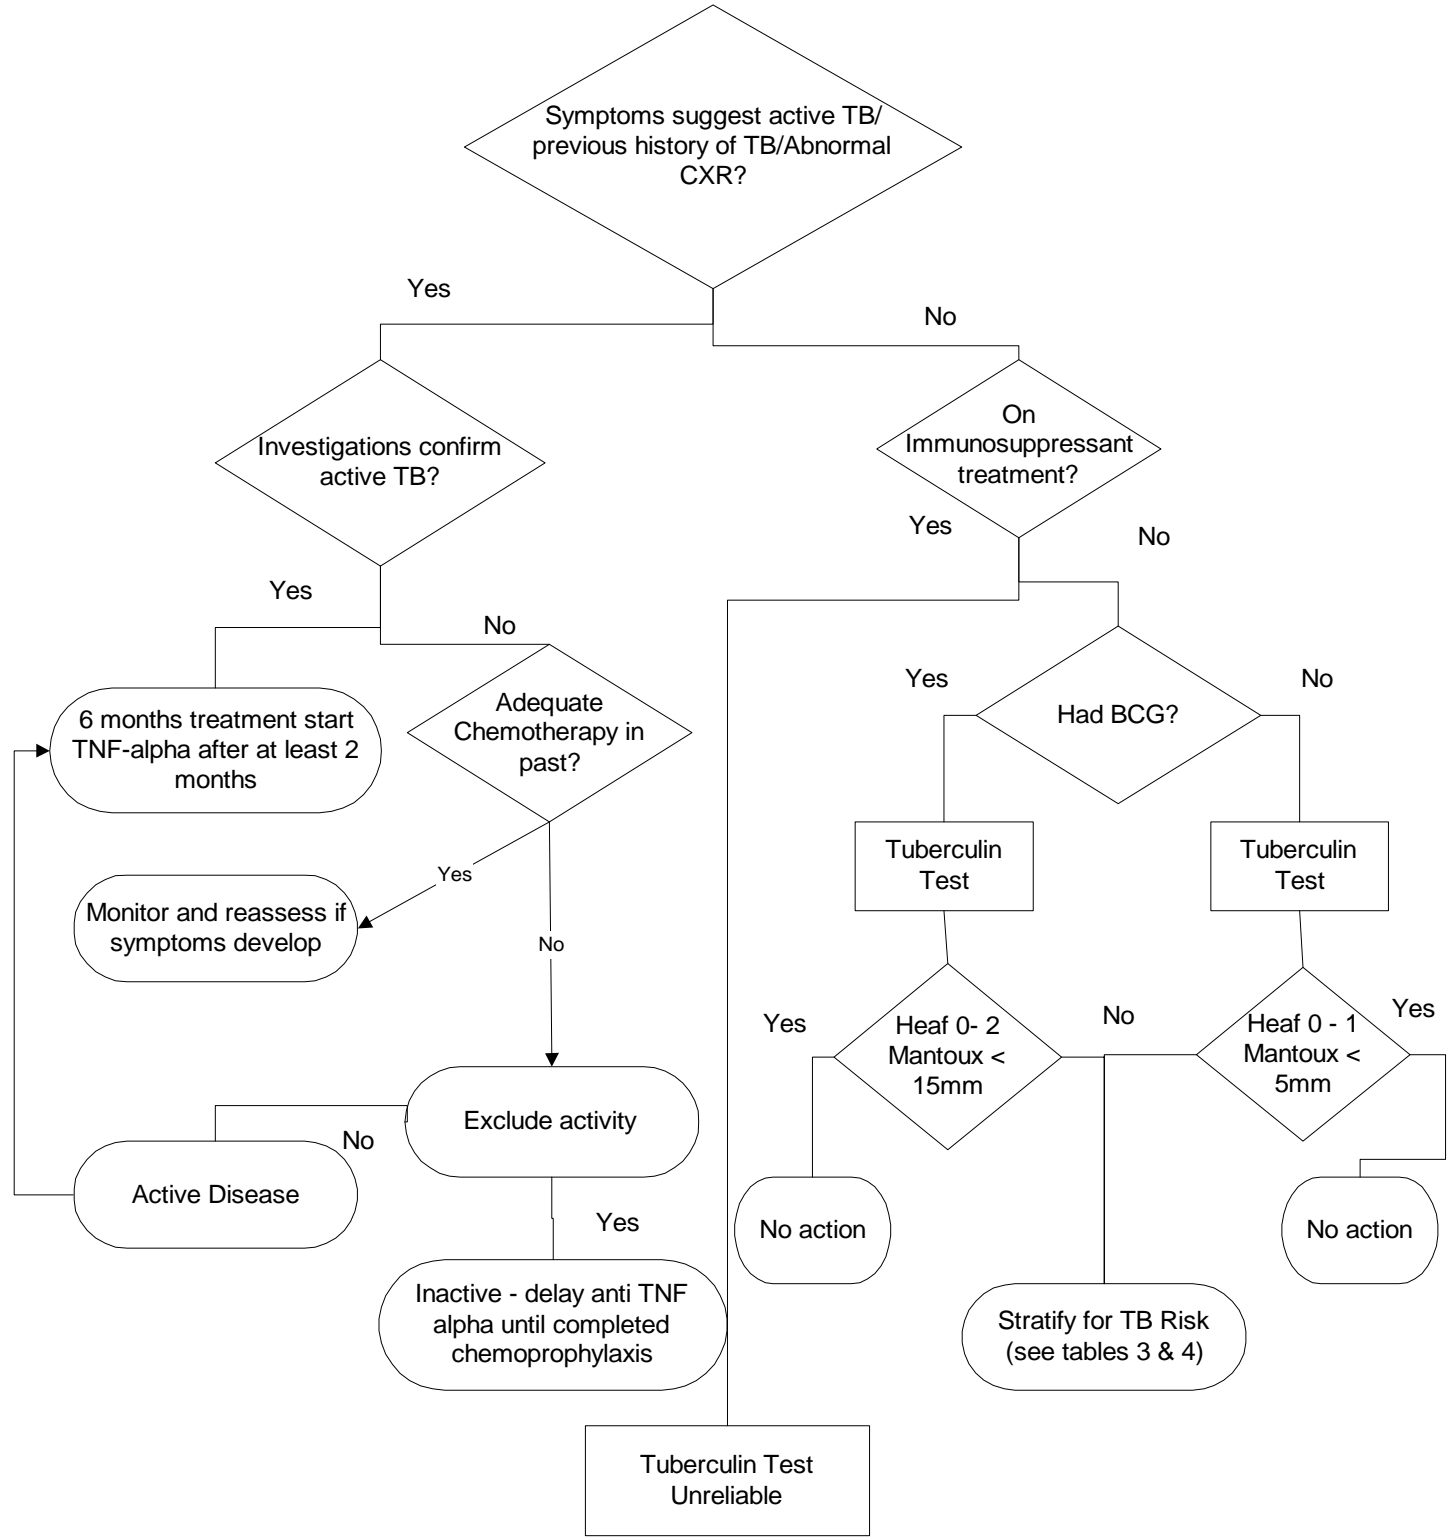 Symptoms suggest active TB/
previous history of TB/Abnormal
CXR?
Yes
No
Investigations confirm
active TB?
On
Immunosuppressant
treatment?
Yes
No
Yes
No
6 months treatment start
TNF-alpha after at least 2
months
Adequate
Chemotherapy in
past?
Yes
No
Had BCG?
Tuberculin
Test
Tuberculin
Test
Yes
Monitor and reassess if
symptoms develop
No
Yes
Heaf 0- 2
Mantoux <
15mm
No
Heaf 0 - 1
Mantoux <
5mm
Yes
Exclude activity
No
Active Disease
Yes
No action
No action
Inactive - delay anti TNF
alpha until completed
chemoprophylaxis
Stratify for TB Risk
(see tables 3 & 4)
Tuberculin Test
Unreliable